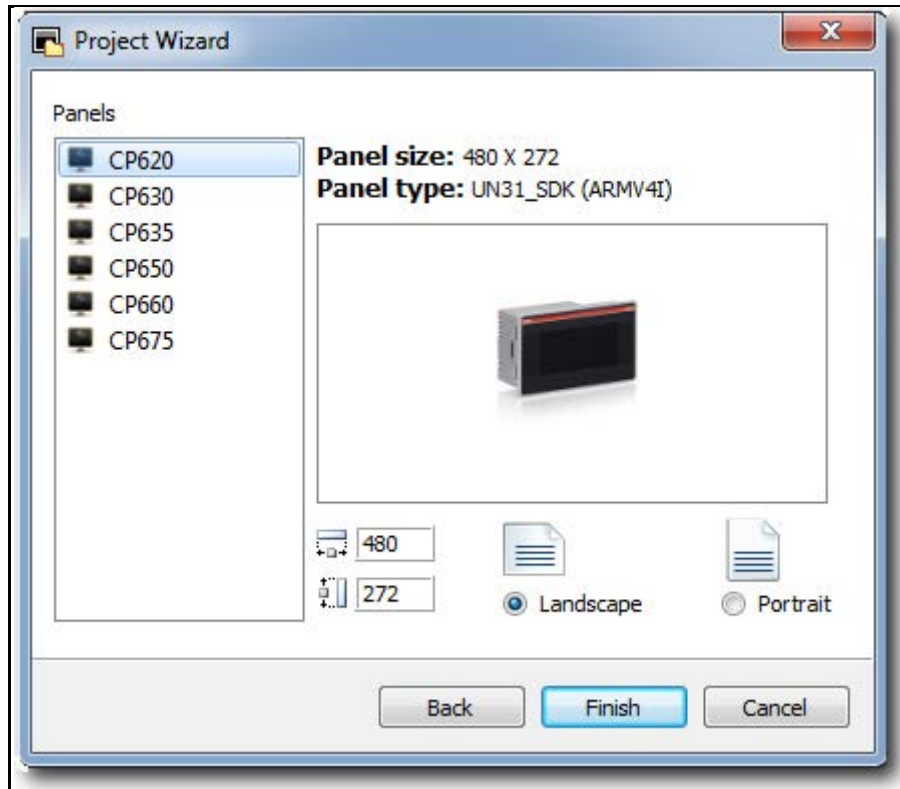 Project Wizard
Panels
CP620
CP630
CP635
CP650
CP660
CP675
Panel size: 480 X 272
Panel type: UN31_SDK (ARMV4I)
480
272
Landscape
Portrait
Back
Finish
Cancel